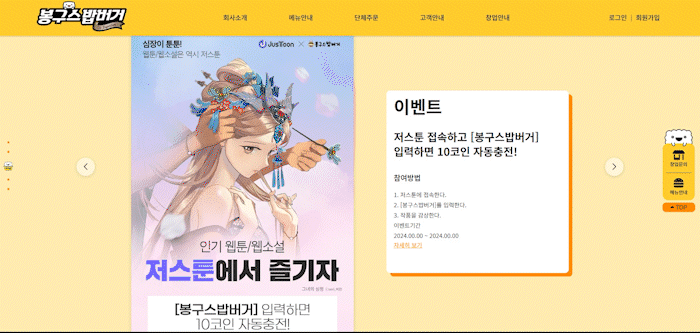 봉구스밥버거
회사소개
메뉴안내
단체주문
고객안내
창업안내
로그인 | 회원가입
심장이 툰툰!
웹툰/웹소설은 역시 저스툰
JusToon × 봉구스밥버거
인기 웹툰/웹소설
저스툰에서 즐기자
[봉구스밥버거] 입력하면
10코인 자동충전!
이벤트
저스툰 접속하고 [봉구스밥버거]
입력하면 10코인 자동충전!
참여방법
1. 저스툰에 접속한다.
2. [봉구스밥버거]를 입력한다.
3. 작품을 감상한다.
이벤트기간
2024.00.00 ~ 2024.00.00
자세히 보기
창업문의
메뉴안내
TOP